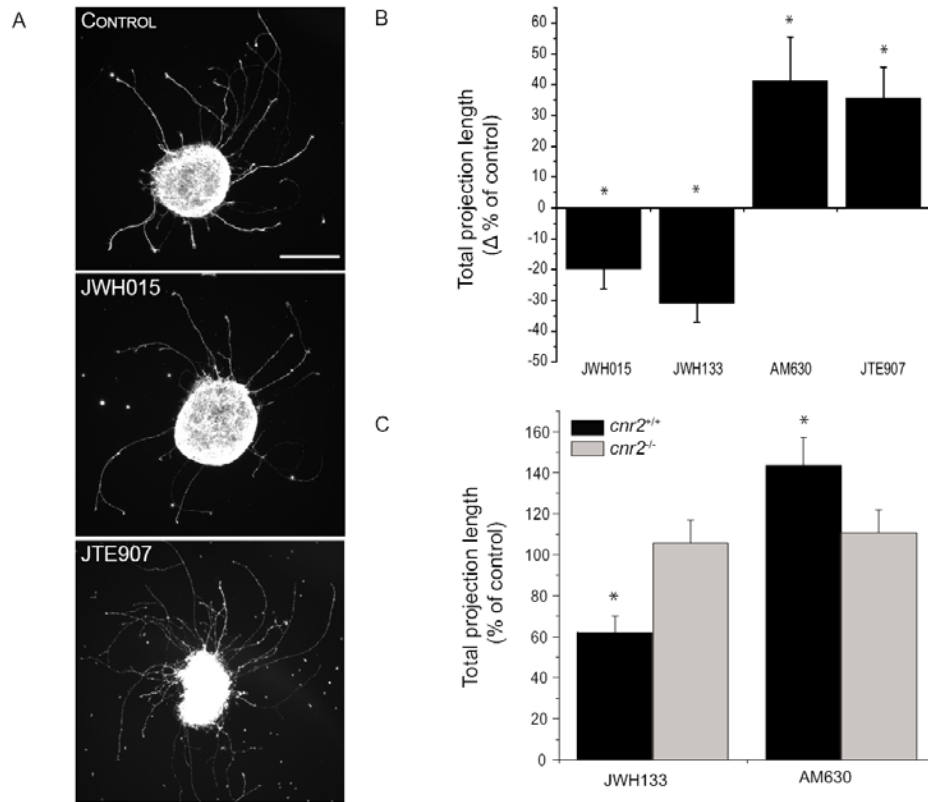 A
CONTROL
JWH015
JTE907
B
Total projection length
(Δ % of control)
60
50
40
30
20
10
0
-10
-20
-30
-40
-50
*
*
*
*
JWH015 JWH133 AM630 JTE907
C
Total projection length
(% of control)
160
140
120
100
80
60
40
20
0
cnr2+/+
cnr2-/-
*
*
JWH133 AM630